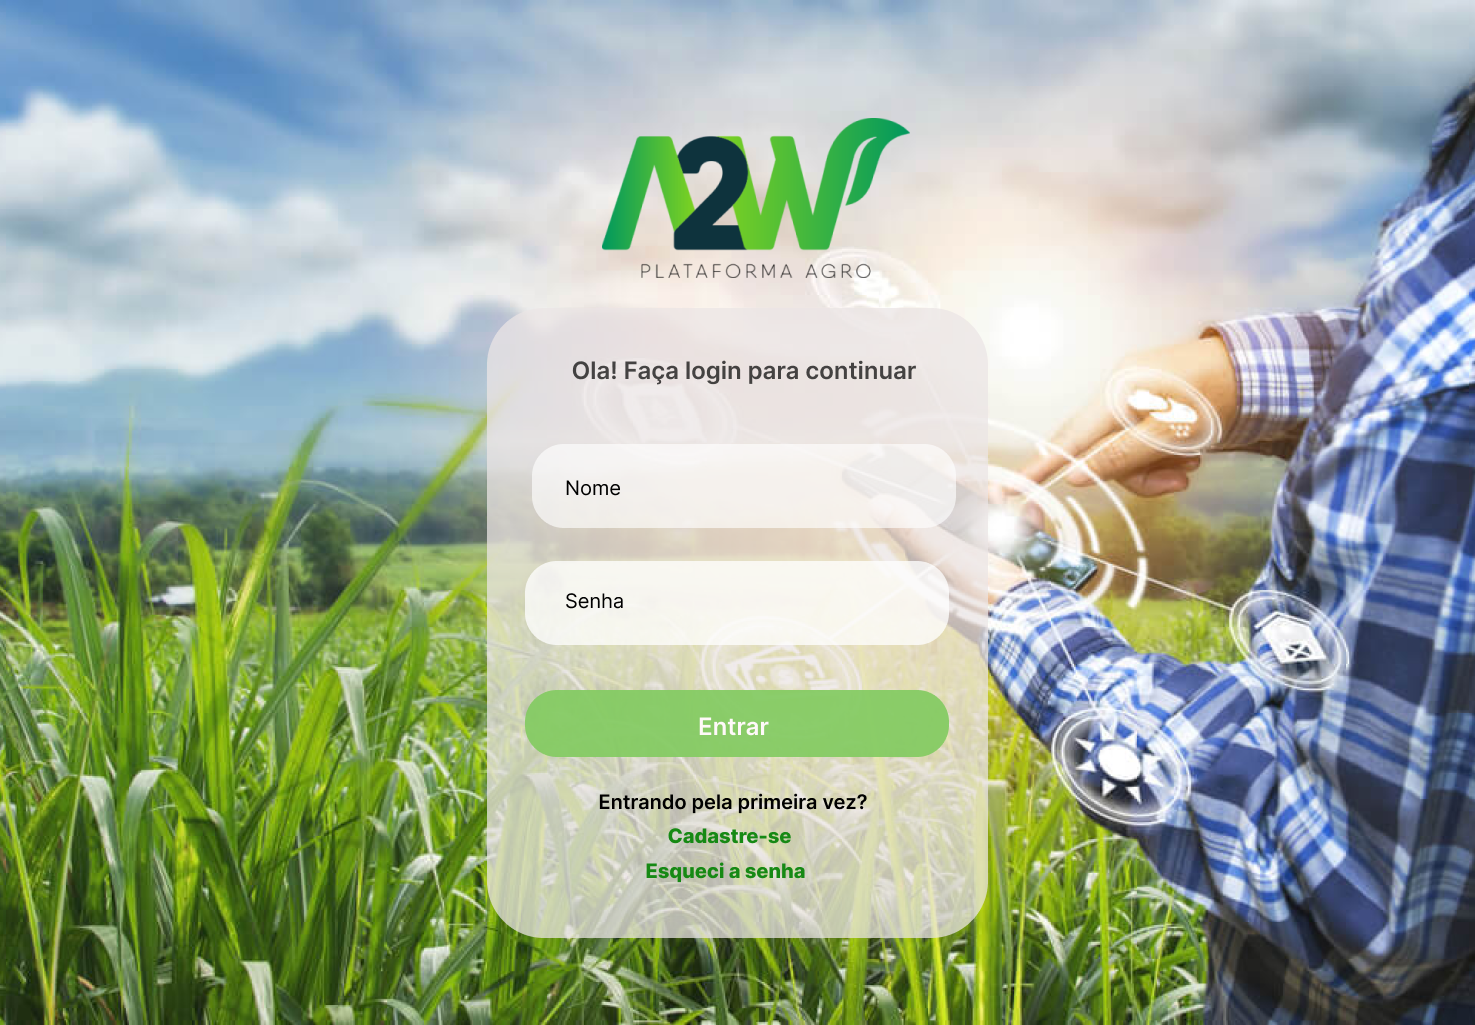 A2W
PLATAFORMA AGRO
Ola! Faça login para continuar
Nome
Senha
Entrar
Entrando pela primeira vez?
Cadastre-se
Esqueci a senha